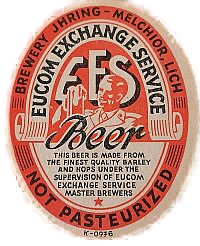 BREWERY JHRING - MELCHIOR, LICH
EUCOM EXCHANGE SERVICE
EES
Beer
THIS BEER IS MADE FROM
THE FINEST QUALITY BARLEY
AND HOPS UNDER THE
SUPERVISION OF EUCOM
EXCHANGE SERVICE
MASTER BREWERS
NOT PASTEURIZED
K-0976